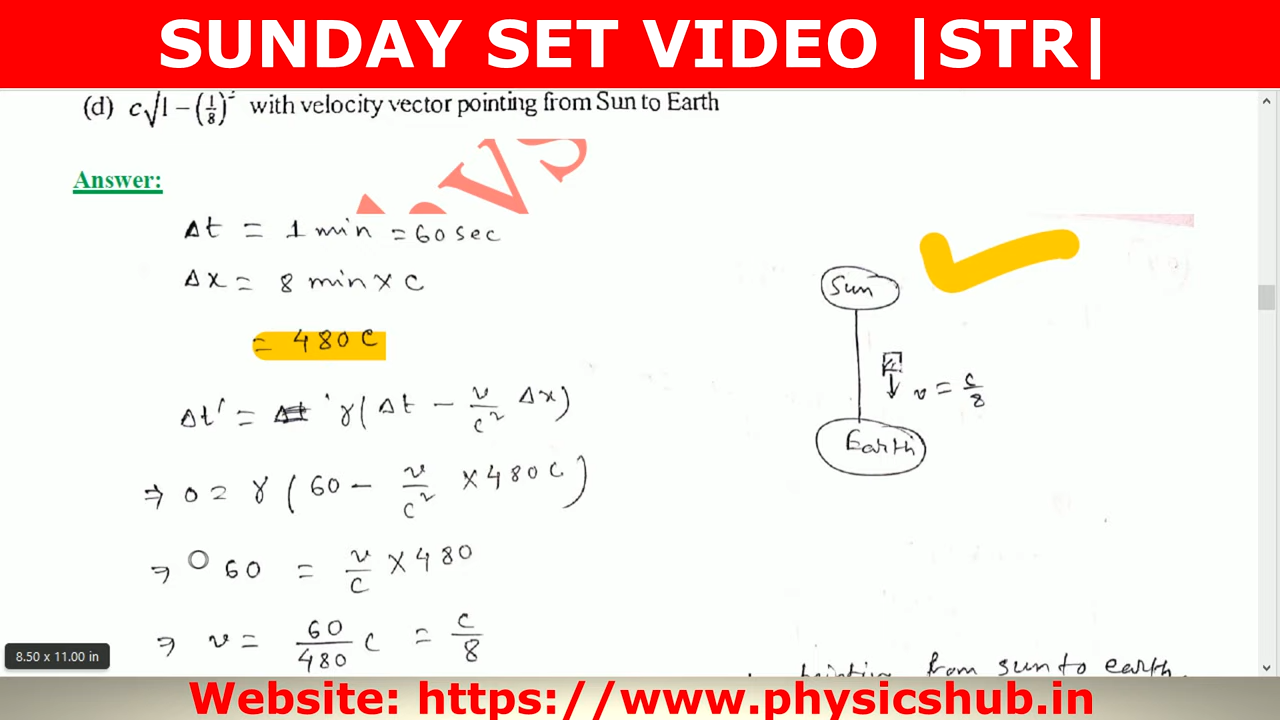 SUNDAY SET VIDEO |STR|
(d) c√1 – (1/8)² with velocity vector pointing from Sun to Earth
Answer:
Δt = 1 min = 60 sec
Δx = 8 min x c
= 480 c
Δt' = γ(Δt – v/c² Δx)
⇒ 0 = γ(60 – v/c² x 480 c)
⇒ 60 = v/c x 480
⇒ v = 60/480 c = c/8
Sun
v = c/8
Earth
from sun to earth.
8.50 x 11.00 in
Website: https://www.physicshub.in